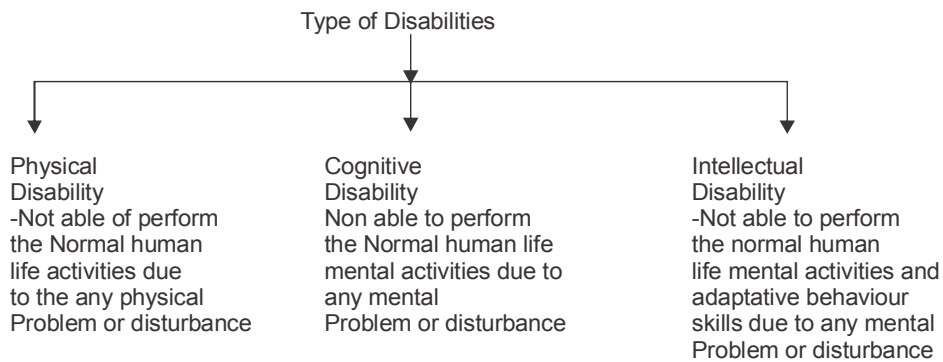 Type of Disabilities
Physical
Disability
-Not able of perform
the Normal human
life activities due
to the any physical
Problem or disturbance
Cognitive
Disability
Non able to perform
the Normal human life
mental activities due to
any mental
Problem or disturbance
Intellectual
Disability
-Not able to perform
the normal human
life mental activities and
adaptative behaviour
skills due to any mental
Problem or disturbance